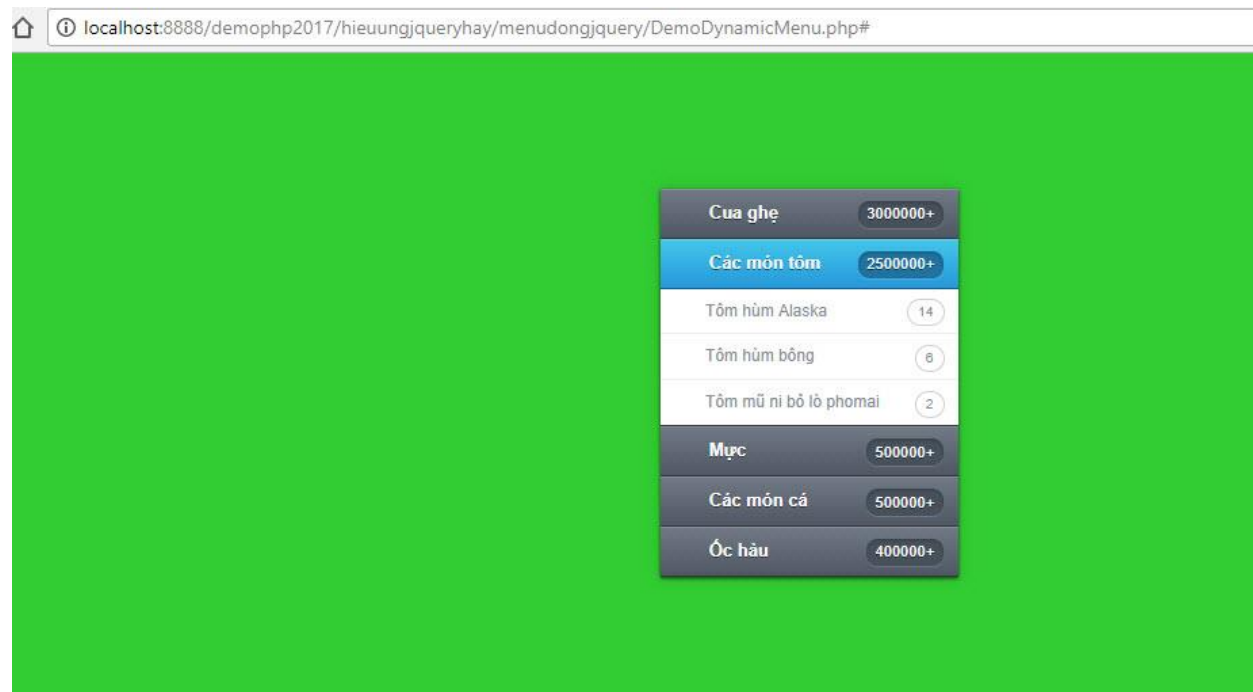 localhost:8888/demophp2017/hieuungjqueryhay/menudongjquery/DemoDynamicMenu.php#
Cua ghẹ 3000000+
Các món tôm 2500000+
Tôm hùm Alaska 14
Tôm hùm bông 6
Tôm mũ ni bỏ lò phomai 2
Mực 500000+
Các món cá 500000+
Ốc hàu 400000+